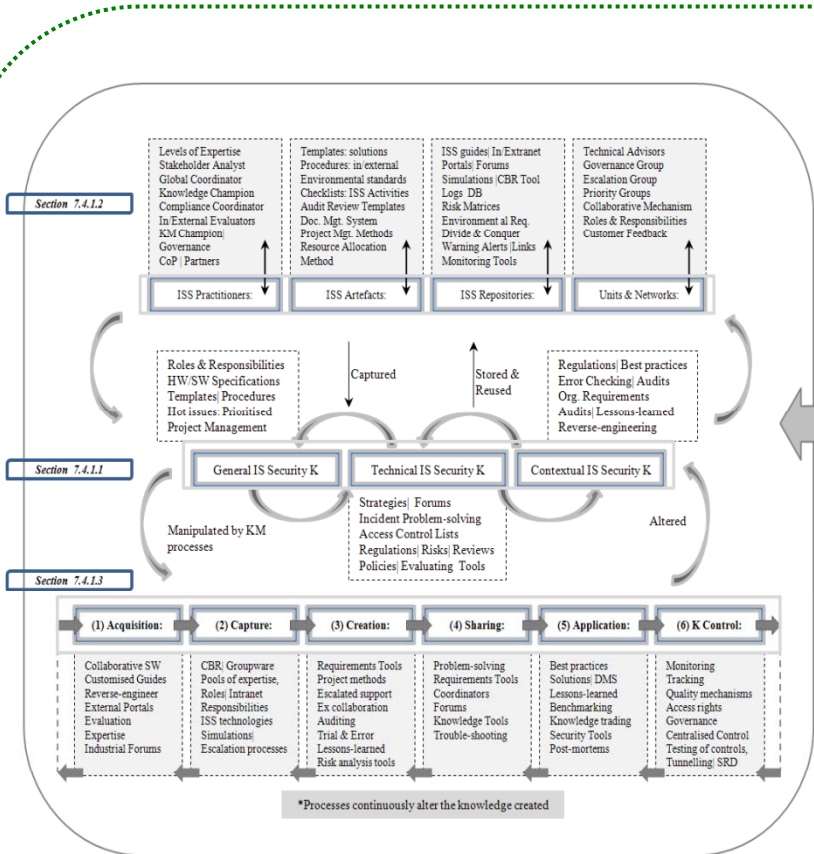 Section 7.4.1.2
Levels of Expertise
Stakeholder Analyst
Global Coordinator
Knowledge Champion
Compliance Coordinator
In/External Evaluators
KM Champion|
Governance
CoP | Partners
ISS Practitioners:
Templates: solutions
Procedures: in/external
Environmental standards
Checklists: ISS Activities
Audit Review Templates
Doc. Mgt. System
Project Mgt. Methods
Resource Allocation
Method
ISS Artefacts:
ISS guides| In/Extranet
Portals| Forums
Simulations |CBR Tool
Logs DB
Risk Matrices
Environment al Req.
Divide & Conquer
Warning Alerts |Links
Monitoring Tools
ISS Repositories:
Technical Advisors
Governance Group
Escalation Group
Priority Groups
Collaborative Mechanism
Roles & Responsibilities
Customer Feedback
Units & Networks:
Roles & Responsibilities
HW/SW Specifications
Templates| Procedures
Hot issues: Prioritised
Project Management
Captured
Stored &
Reused
Regulations| Best practices
Error Checking| Audits
Org. Requirements
Audits| Lessons-learned
Reverse-engineering
Section 7.4.1.1
General IS Security K
Technical IS Security K
Contextual IS Security K
Manipulated by KM
processes
Strategies| Forums
Incident Problem-solving
Access Control Lists
Regulations| Risks| Reviews
Policies| Evaluating Tools
Altered
Section 7.4.1.3
(1) Acquisition:
(2) Capture:
(3) Creation:
(4) Sharing:
(5) Application:
(6) K Control:
Collaborative SW
Customised Guides
Reverse-engineer
External Portals
Evaluation
Expertise
Industrial Forums
CBR| Groupware
Pools of expertise,
Roles| Intranet
Responsibilities
ISS technologies
Simulations|
Escalation processes
Requirements Tools
Project methods
Escalated support
Ex collaboration
Auditing
Trial & Error
Lessons-learned
Risk analysis tools
Problem-solving
Requirements Tools
Coordinators
Forums
Knowledge Tools
Trouble-shooting
Best practices
Solutions| DMS
Lessons-learned
Benchmarking
Knowledge trading
Security Tools
Post-mortems
Monitoring
Tracking
Quality mechanisms
Access rights
Governance
Centralised Control
Testing of controls,
Tunnelling| SRD
*Processes continuously alter the knowledge created